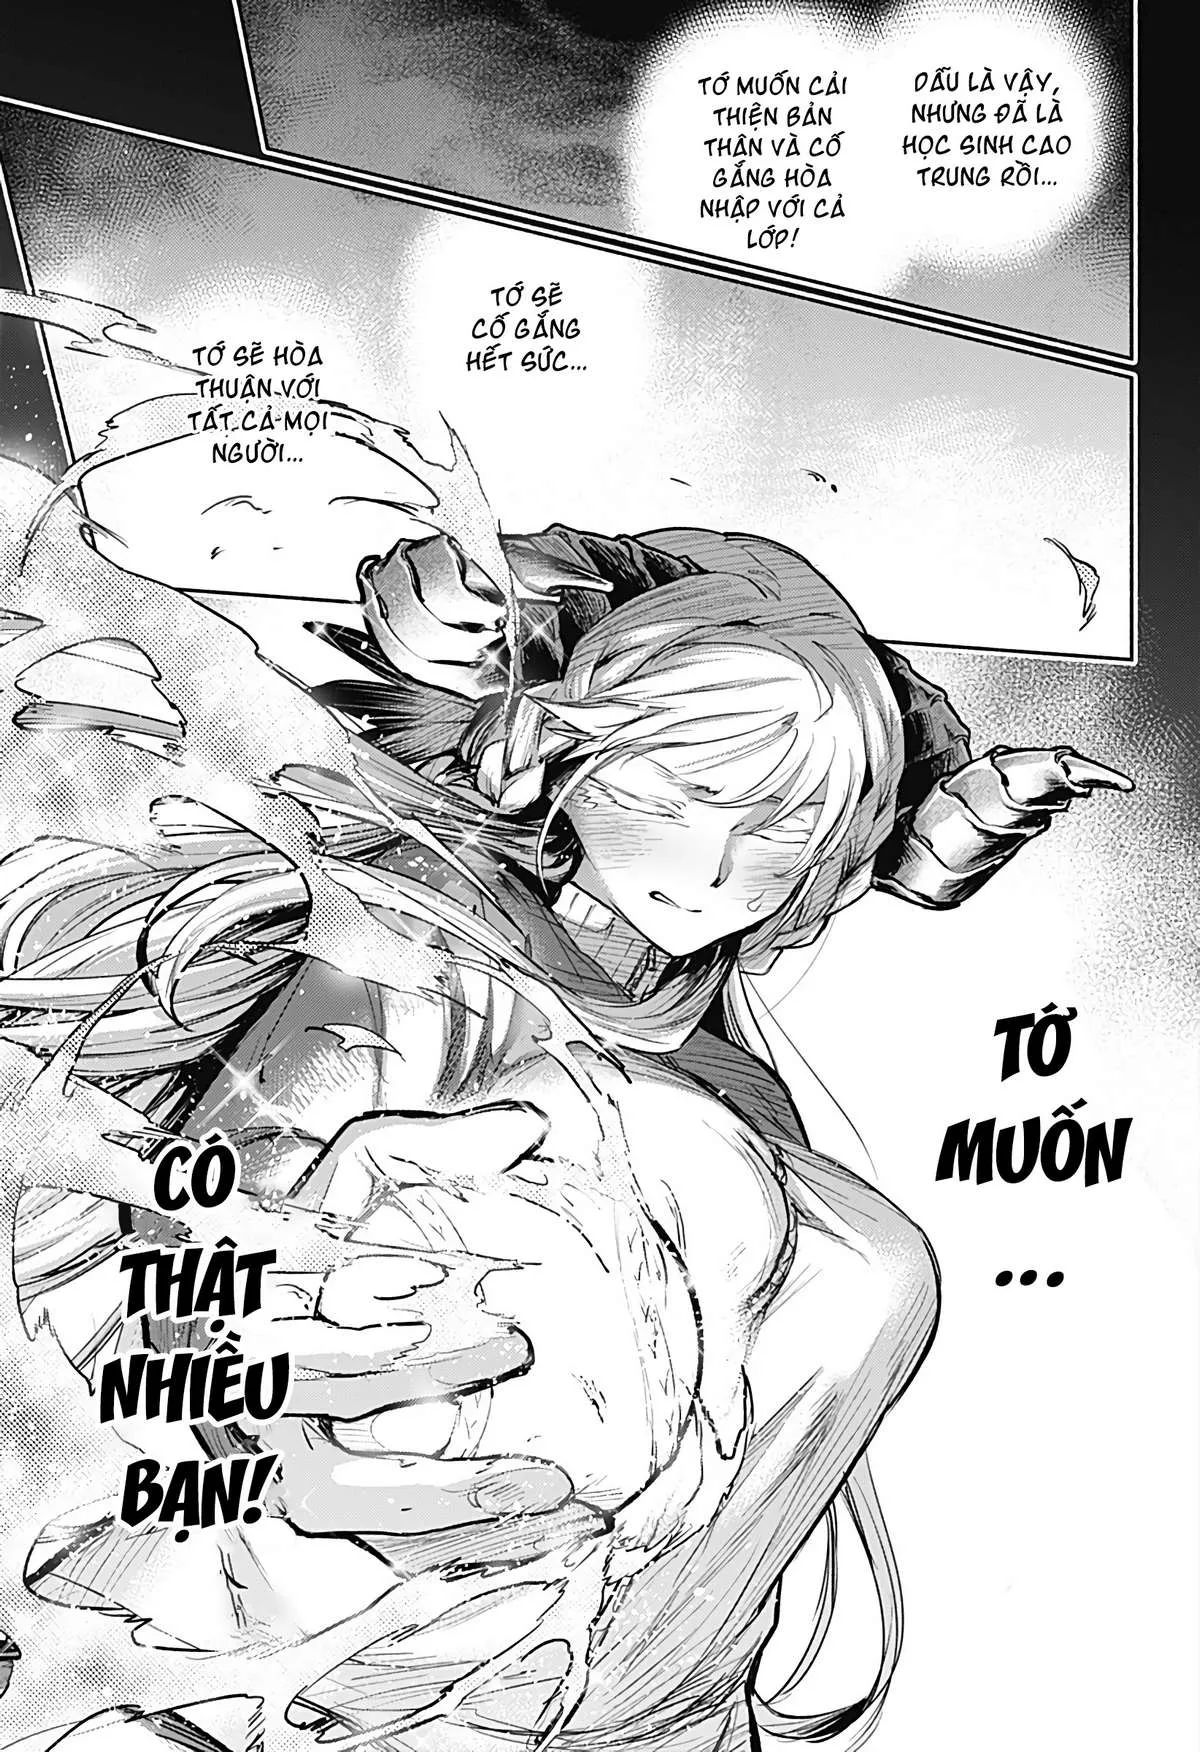 DẪU LÀ VẬY,
NHƯNG ĐÃ LÀ
HỌC SINH CAO
TRUNG RỒI...
TỚ MUỐN CẢI
THIỆN BẢN
THÂN VÀ CỐ
GẮNG HÒA
NHẬP VỚI CẢ
LỚP!
TỚ SẼ
CỐ GẮNG
HẾT SỨC...
TỚ SẼ HÒA
THUẬN VỚI
TẤT CẢ MỌI
NGƯỜI...
TỚ
MUỐN
...
CÓ
THẬT
NHIỀU
BẠN!